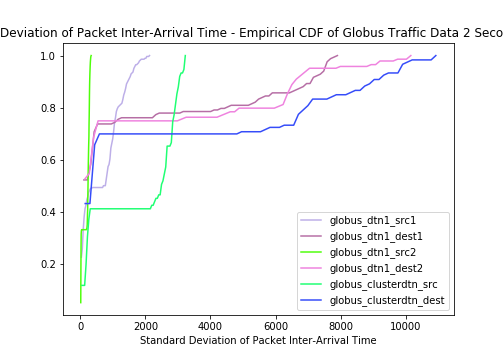 Deviation of Packet Inter-Arrival Time - Empirical CDF of Globus Traffic Data 2 Seco
1.0
0.8
0.6
0.4
0.2
globus_dtn1_src1
globus_dtn1_dest1
globus_dtn1_src2
globus_dtn1_dest2
globus_clusterdtn_src
globus_clusterdtn_dest
0 2000 4000 6000 8000 10000
Standard Deviation of Packet Inter-Arrival Time